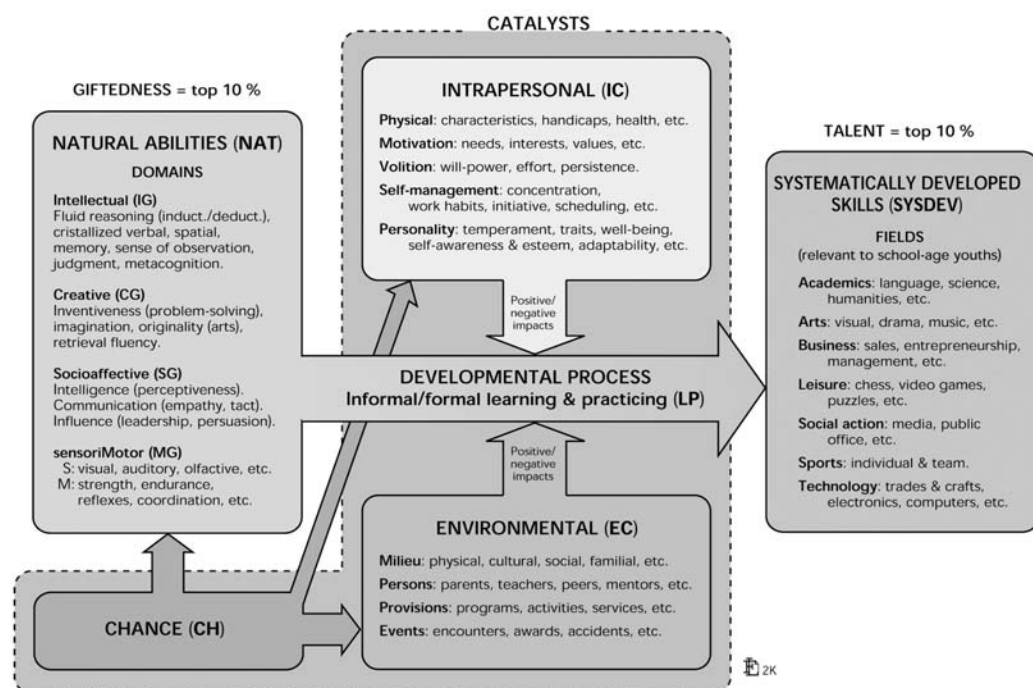 CATALYSTS
GIFTEDNESS = top 10 %
NATURAL ABILITIES (NAT)
DOMAINS
Intellectual (IG)
Fluid reasoning (induct./deduct.),
cristallized verbal, spatial,
memory, sense of observation,
judgment, metacognition.
Creative (CG)
Inventiveness (problem-solving),
imagination, originality (arts),
retrieval fluency.
Socioaffective (SG)
Intelligence (perceptiveness).
Communication (empathy, tact).
Influence (leadership, persuasion).
sensoriMotor (MG)
S: visual, auditory, olfactive, etc.
M: strength, endurance,
reflexes, coordination, etc.
INTRAPERSONAL (IC)
Physical: characteristics, handicaps, health, etc.
Motivation: needs, interests, values, etc.
Volition: will-power, effort, persistence.
Self-management: concentration,
work habits, initiative, scheduling, etc.
Personality: temperament, traits, well-being,
self-awareness & esteem, adaptability, etc.
Positive/
negative
impacts
DEVELOPMENTAL PROCESS
Informal/formal learning & practicing (LP)
Positive/
negative
impacts
ENVIRONMENTAL (EC)
Milieu: physical, cultural, social, familial, etc.
Persons: parents, teachers, peers, mentors, etc.
Provisions: programs, activities, services, etc.
Events: encounters, awards, accidents, etc.
CHANCE (CH)
TALENT = top 10 %
SYSTEMATICALLY DEVELOPED
SKILLS (SYSDEV)
FIELDS
(relevant to school-age youths)
Academics: language, science,
humanities, etc.
Arts: visual, drama, music, etc.
Business: sales, entrepreneurship,
management, etc.
Leisure: chess, video games,
puzzles, etc.
Social action: media, public
office, etc.
Sports: individual & team.
Technology: trades & crafts,
electronics, computers, etc.
2K